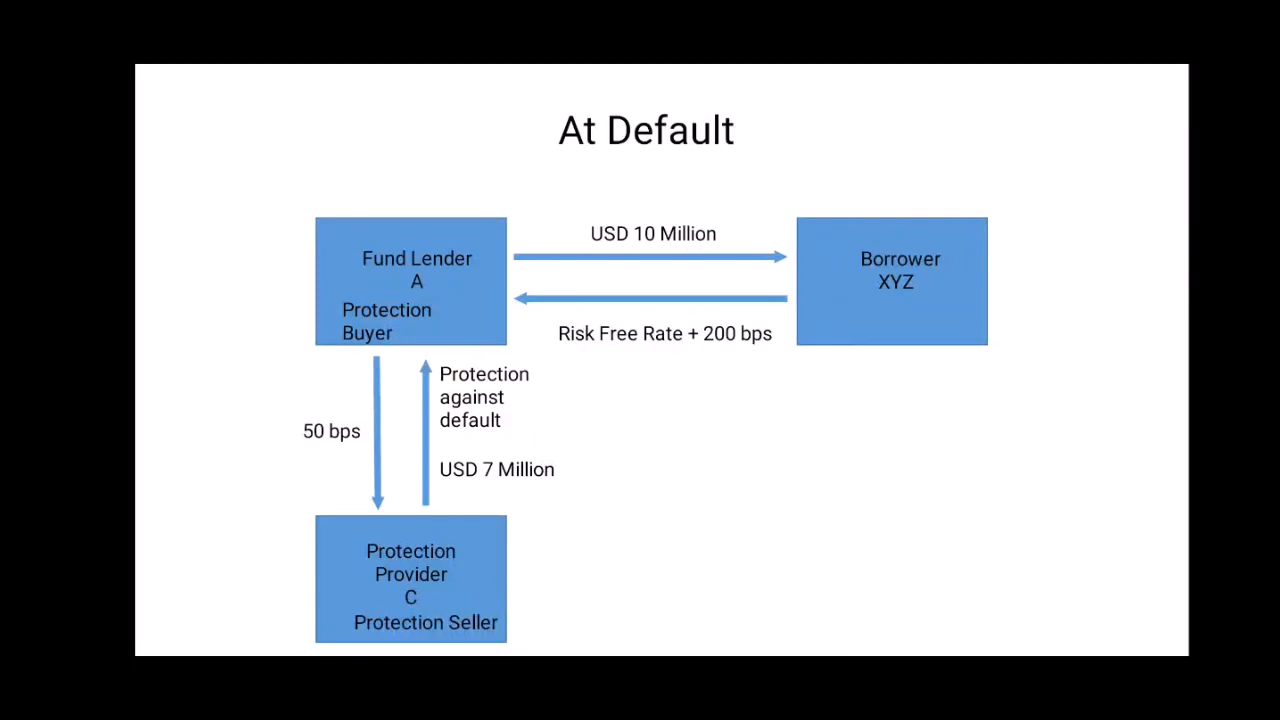 At Default
USD 10 Million
Fund Lender
A
Protection
Buyer
Borrower
XYZ
Risk Free Rate + 200 bps
Protection
against
default
50 bps
USD 7 Million
Protection
Provider
C
Protection Seller